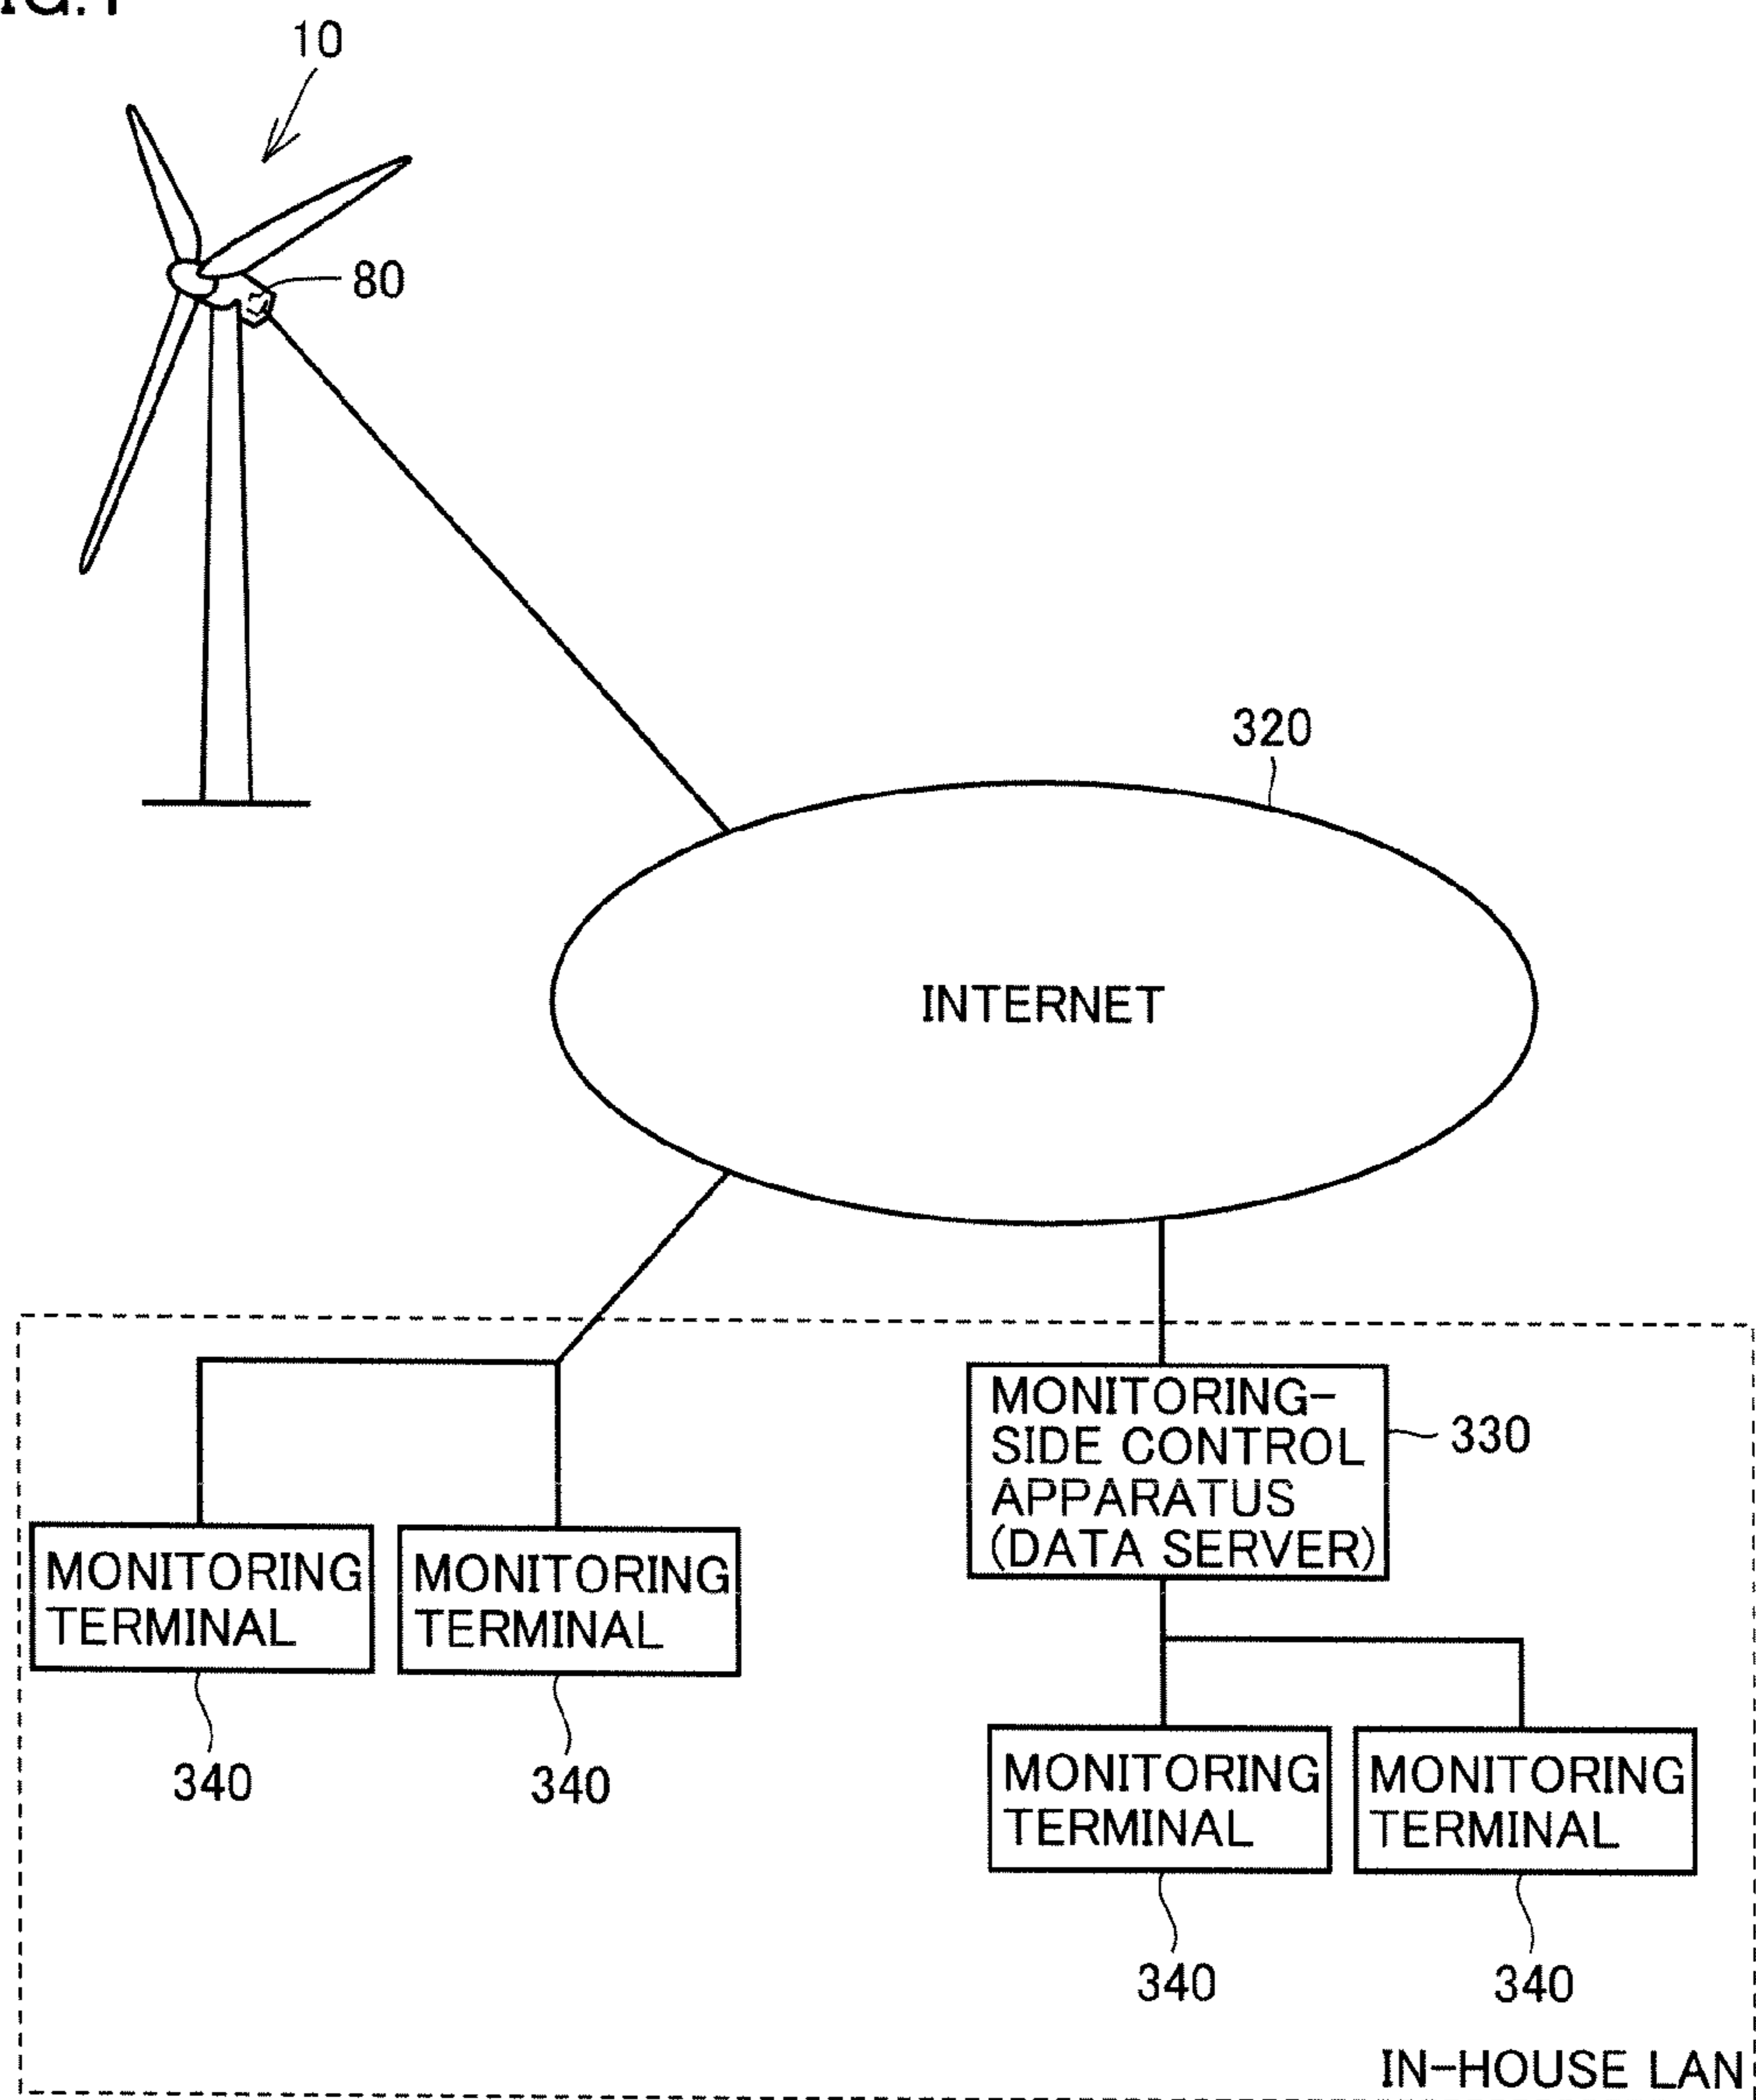 10
80
320
INTERNET
MONITORING-
SIDE CONTROL
APPARATUS
(DATA SERVER)
330
MONITORING
TERMINAL
340
MONITORING
TERMINAL
340
MONITORING
TERMINAL
340
MONITORING
TERMINAL
340
IN-HOUSE LAN